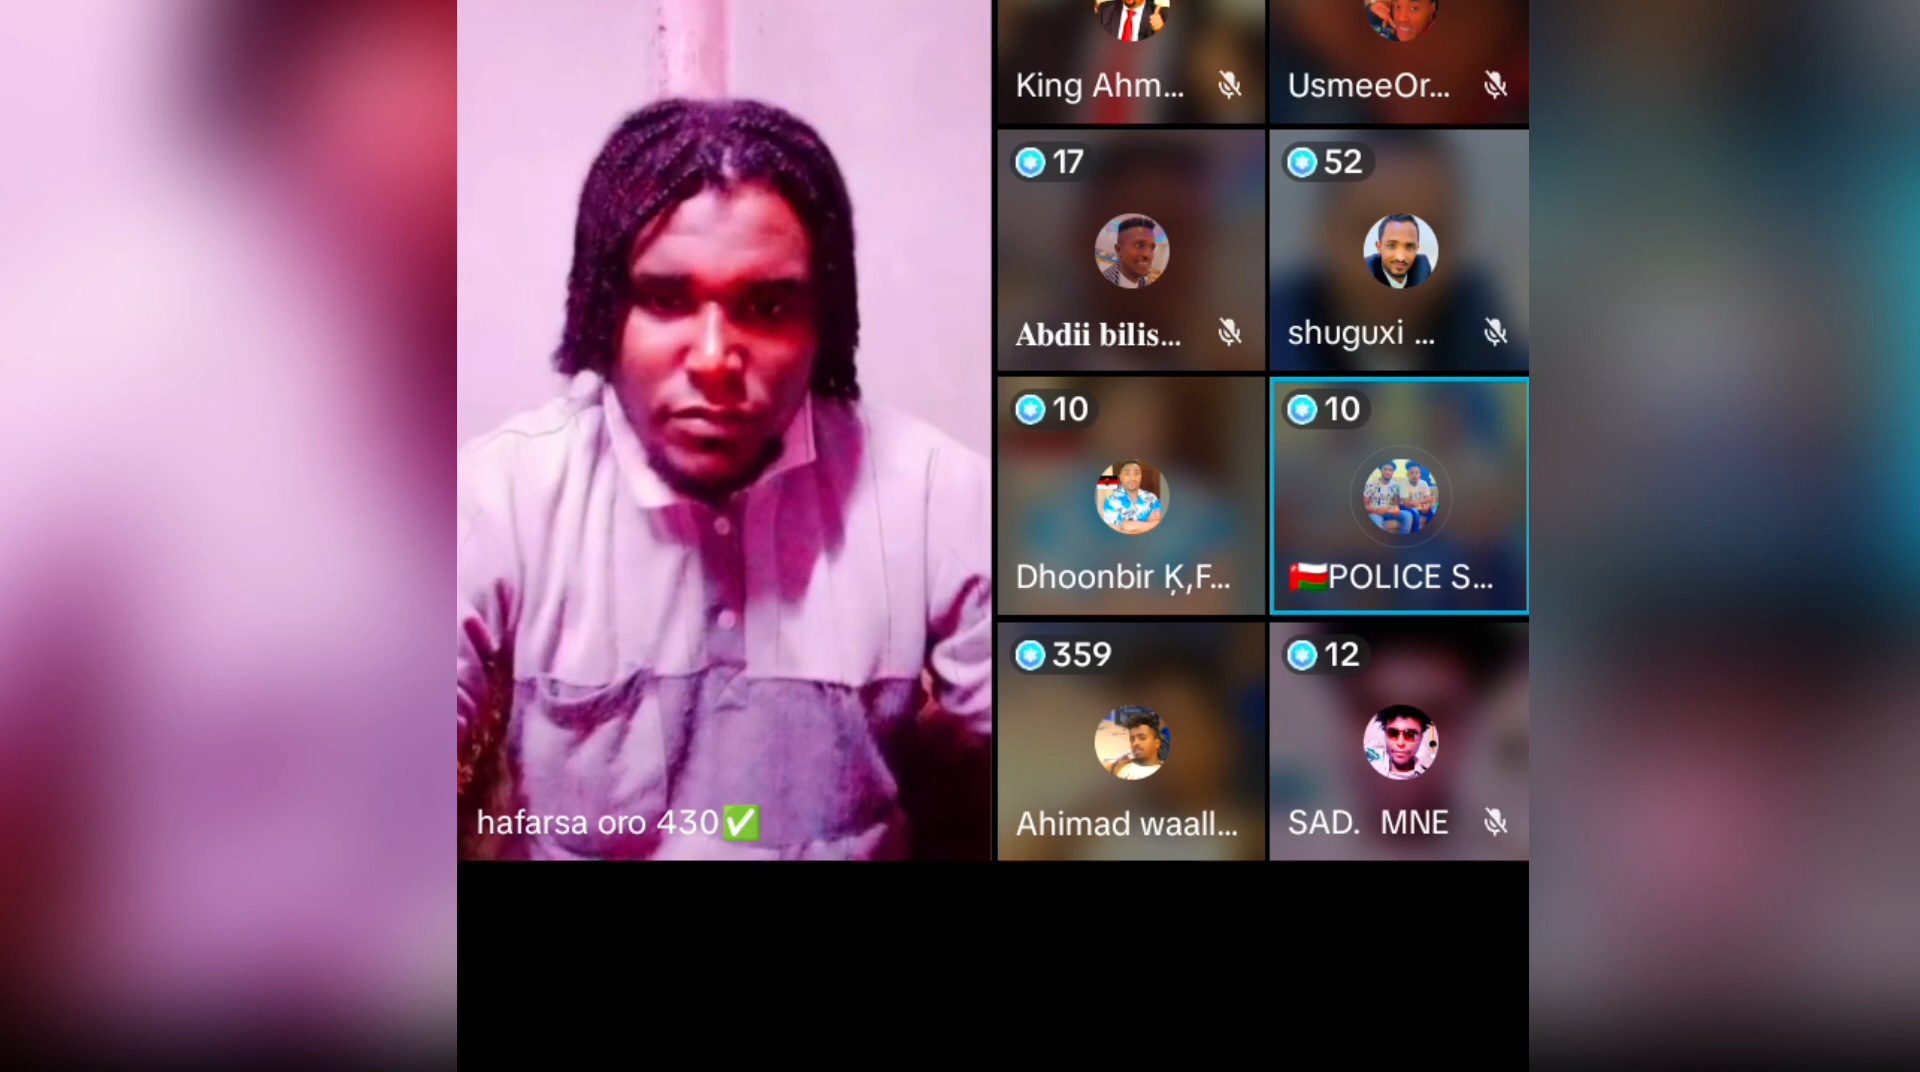 King Ahm...
UsmeeOr...
17
52
Abdii bilis...
shuguxi ...
10
10
Dhoonbir Ķ,F...
POLICE S...
359
12
Ahimad waall...
SAD. MNE
hafarsa oro 430